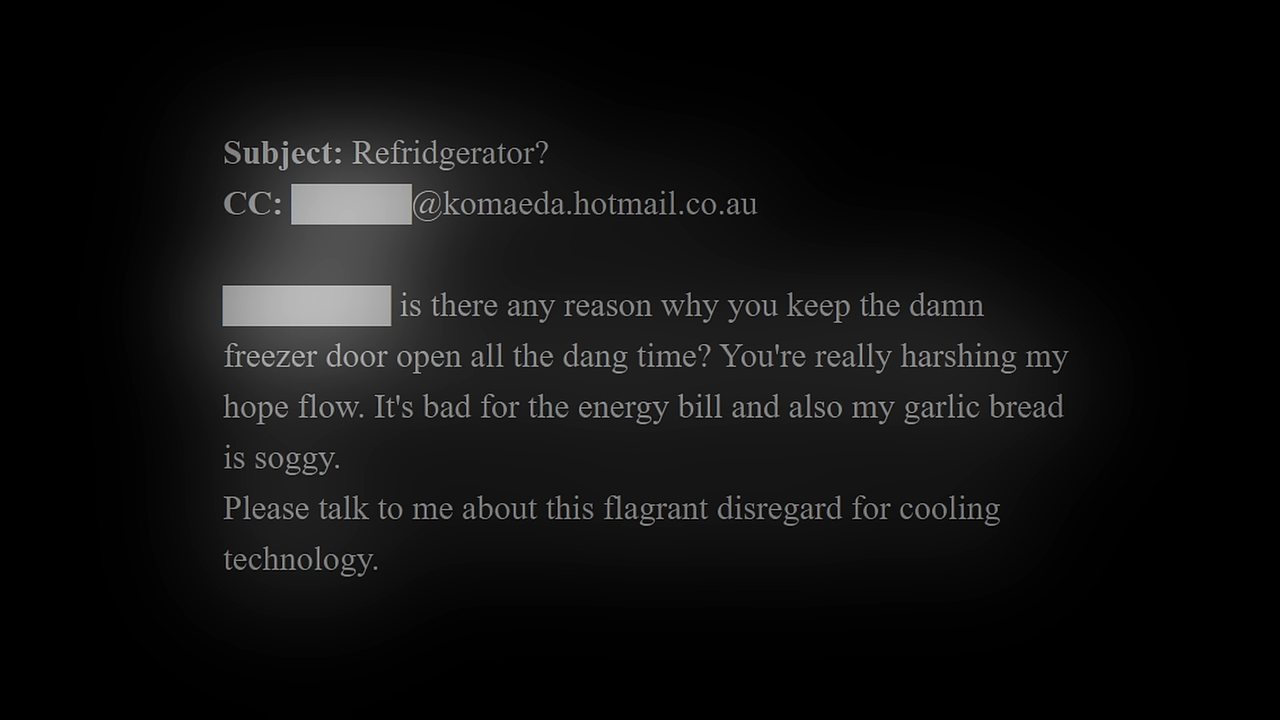 Subject: Refridgerator?
CC: @komaeda.hotmail.co.au
is there any reason why you keep the damn
freezer door open all the dang time? You're really harshing my
hope flow. It's bad for the energy bill and also my garlic bread
is soggy.
Please talk to me about this flagrant disregard for cooling
technology.